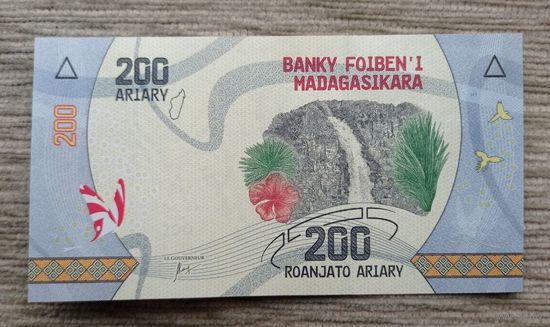 200
ARIARY
BANKY FOIBEN'I
MADAGASIKARA
200
LE GOUVERNEUR
200
ROANJATO ARIARY